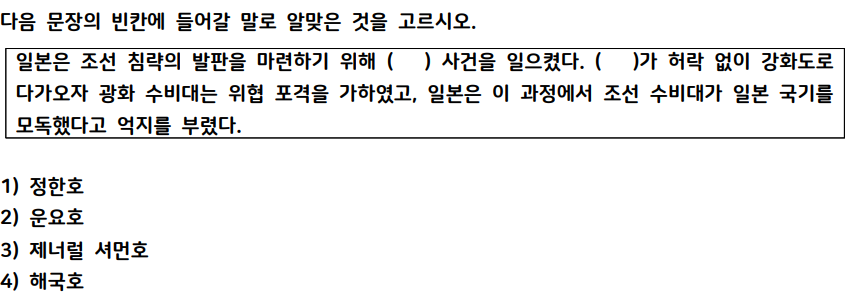 다음 문장의 빈칸에 들어갈 말로 알맞은 것을 고르시오.
일본은 조선 침략의 발판을 마련하기 위해 (    ) 사건을 일으켰다. (    )가 허락 없이 강화도로
다가오자 광화 수비대는 위협 포격을 가하였고, 일본은 이 과정에서 조선 수비대가 일본 국기를
모독했다고 억지를 부렸다.
1) 정한호
2) 운요호
3) 제너럴 셔먼호
4) 해국호